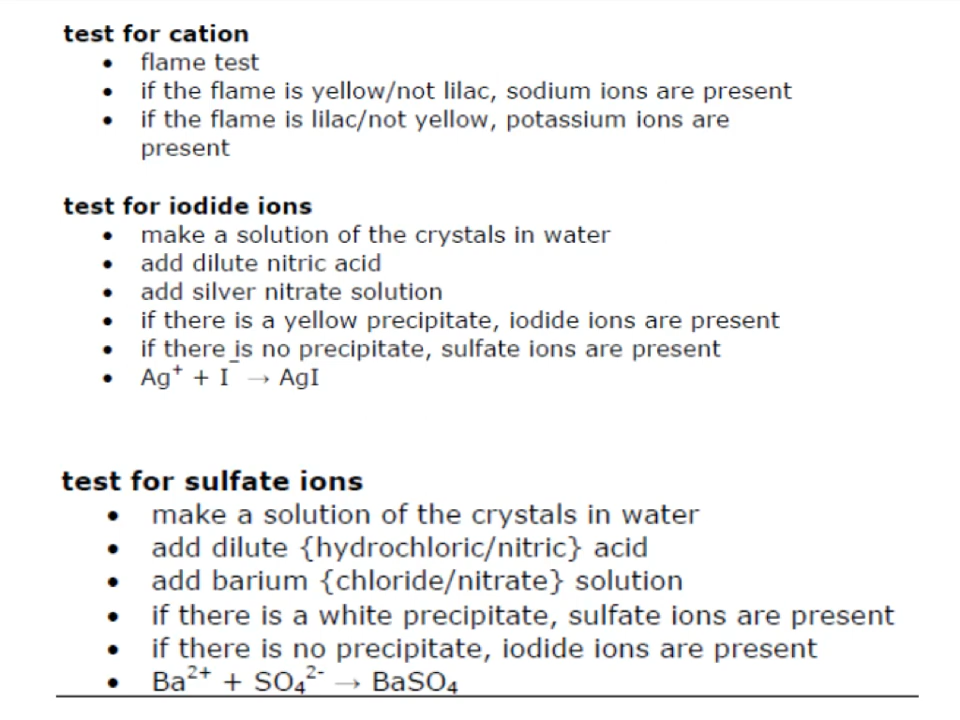 test for cation
• flame test
• if the flame is yellow/not lilac, sodium ions are present
• if the flame is lilac/not yellow, potassium ions are
present
test for iodide ions
• make a solution of the crystals in water
• add dilute nitric acid
• add silver nitrate solution
• if there is a yellow precipitate, iodide ions are present
• if there is no precipitate, sulfate ions are present
• Ag⁺ + I⁻ → AgI
test for sulfate ions
• make a solution of the crystals in water
• add dilute {hydrochloric/nitric} acid
• add barium {chloride/nitrate} solution
• if there is a white precipitate, sulfate ions are present
• if there is no precipitate, iodide ions are present
• Ba²⁺ + SO₄²⁻ → BaSO₄